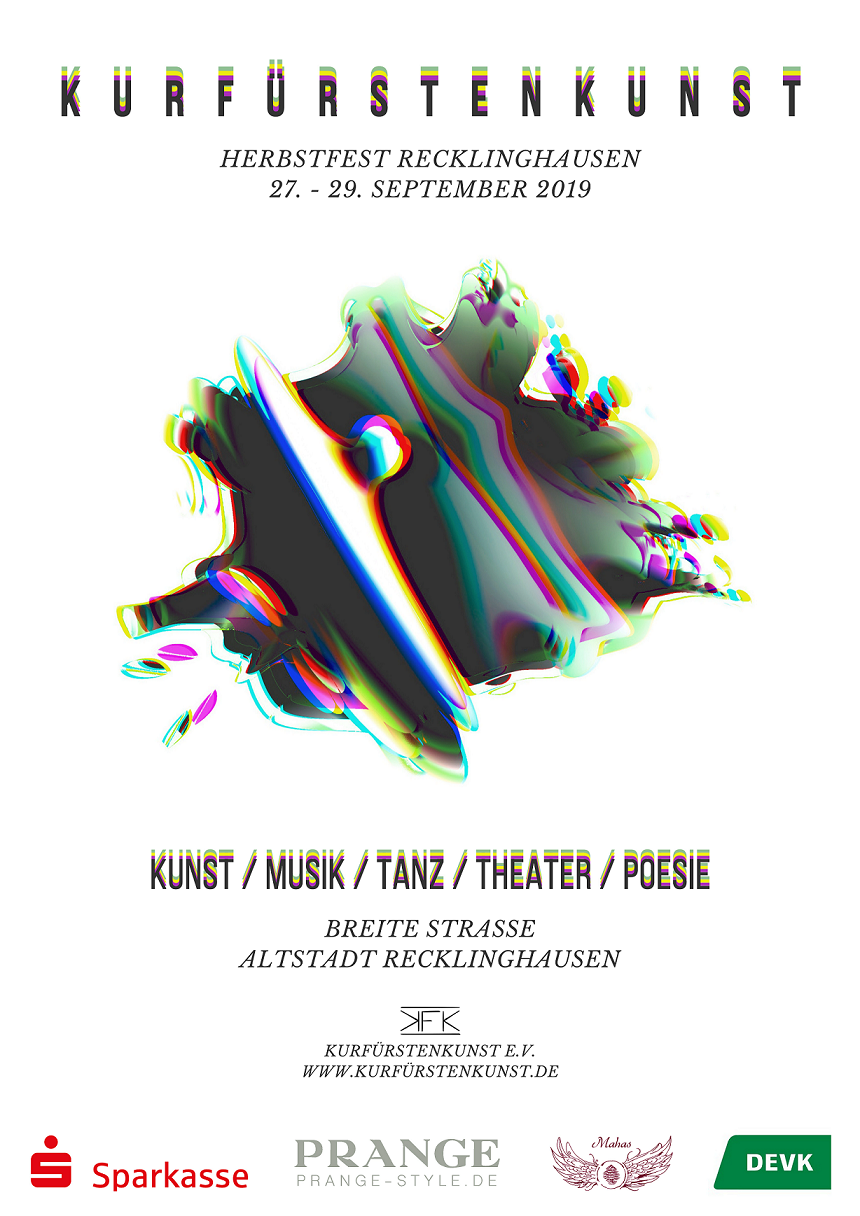 KURFÜRSTENKUNST
HERBSTFEST RECKLINGHAUSEN
27. - 29. SEPTEMBER 2019
KUNST / MUSIK / TANZ / THEATER / POESIE
BREITE STRASSE
ALTSTADT RECKLINGHAUSEN
KFK
KURFÜRSTENKUNST E.V.
WWW.KURFÜRSTENKUNST.DE
Sparkasse
PRANGE
PRANGE-STYLE.DE
Mahas
DEVK